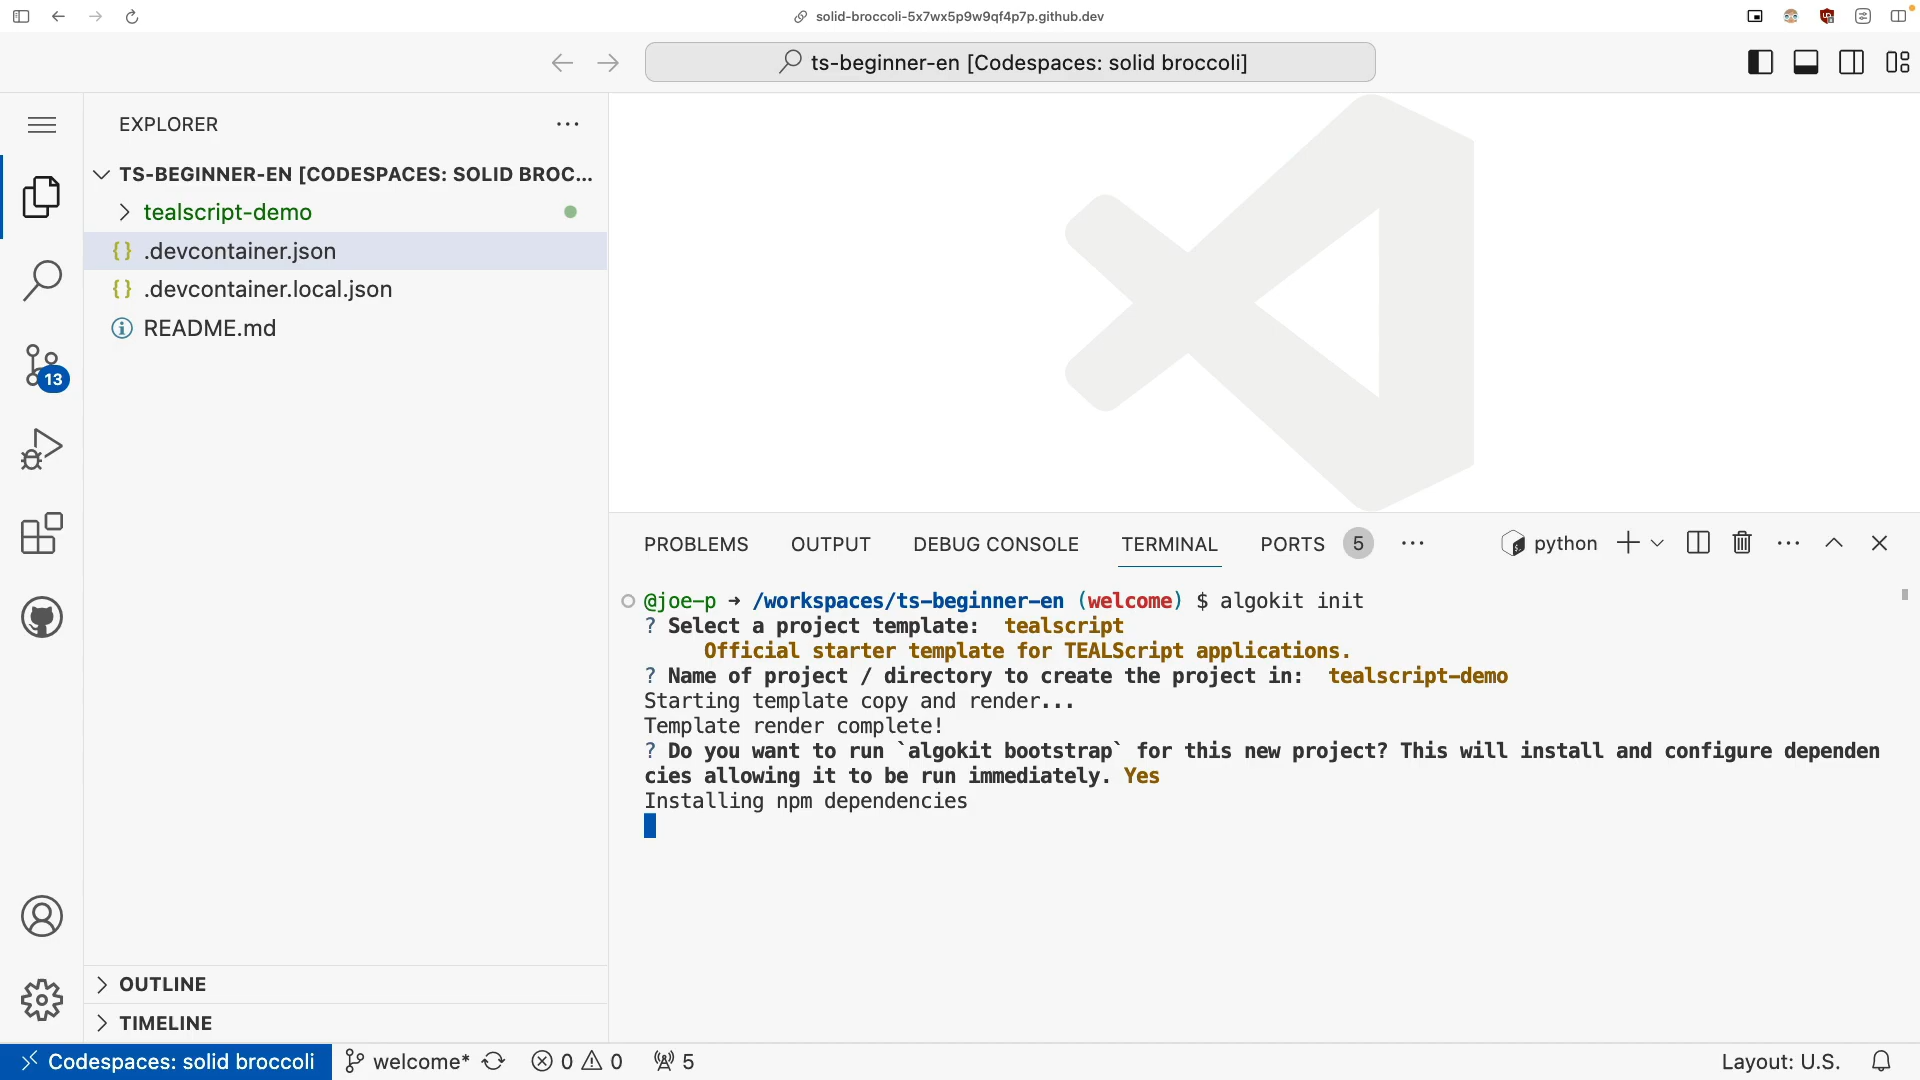 solid-broccoli-5x7wx5p9w9qf4p7p.github.dev
ts-beginner-en [Codespaces: solid broccoli]
EXPLORER
TS-BEGINNER-EN [CODESPACES: SOLID BROC...
tealscript-demo
{} .devcontainer.json
{} .devcontainer.local.json
README.md
13
OUTLINE
TIMELINE
PROBLEMS OUTPUT DEBUG CONSOLE TERMINAL PORTS 5 python
@joe-p ➜ /workspaces/ts-beginner-en (welcome) $ algokit init
? Select a project template: tealscript
Official starter template for TEALScript applications.
? Name of project / directory to create the project in: tealscript-demo
Starting template copy and render...
Template render complete!
? Do you want to run `algokit bootstrap` for this new project? This will install and configure dependen
cies allowing it to be run immediately. Yes
Installing npm dependencies
Codespaces: solid broccoli welcome* 0 0 5 Layout: U.S.